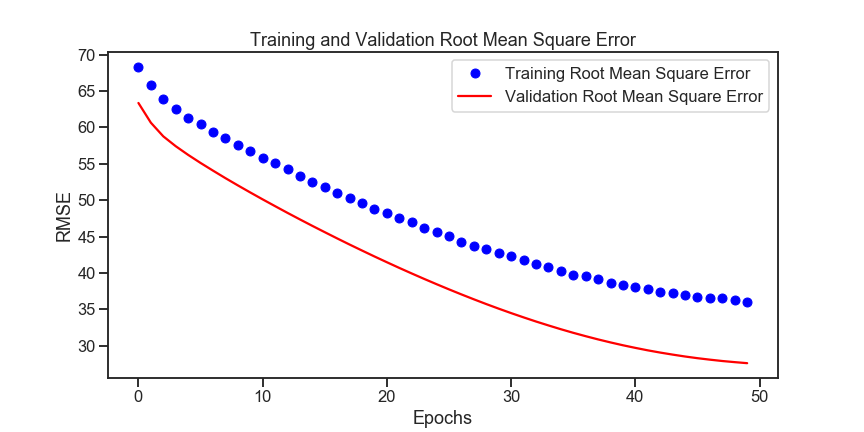 Training and Validation Root Mean Square Error
70
65
60
55
50
45
40
35
30
RMSE
Training Root Mean Square Error
Validation Root Mean Square Error
0 10 20 30 40 50
Epochs